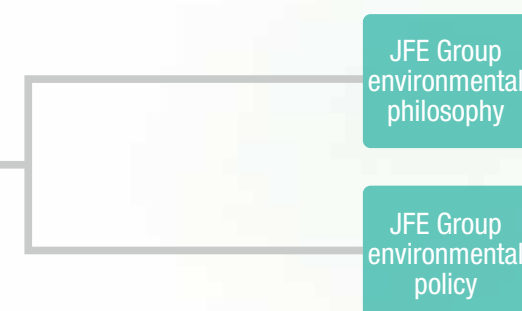 JFE Group
environmental
philosophy
JFE Group
environmental
policy